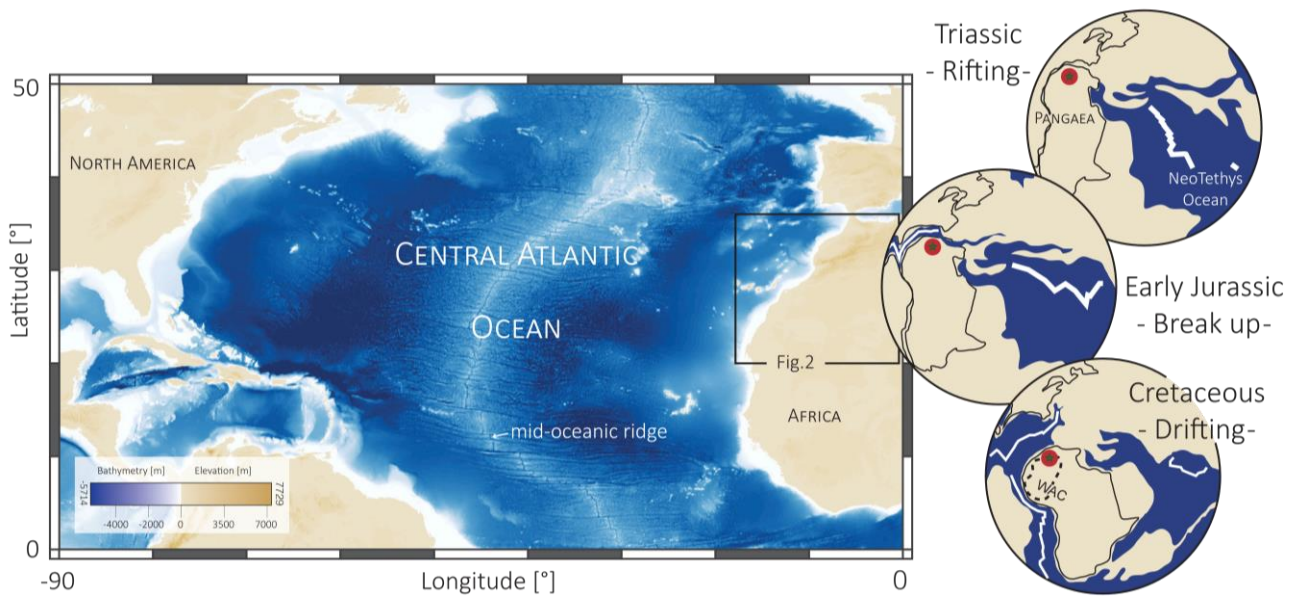 50
Latitude [°]
0
-90
Longitude [°]
0
NORTH AMERICA
CENTRAL ATLANTIC
OCEAN
Fig.2
AFRICA
mid-oceanic ridge
Bathymetry [m] Elevation [m]
-5714
7729
-4000 -2000 0 3500 7000
Triassic
- Rifting-
PANGAEA
NeoTethys
Ocean
Early Jurassic
- Break up-
Cretaceous
- Drifting-
WAC